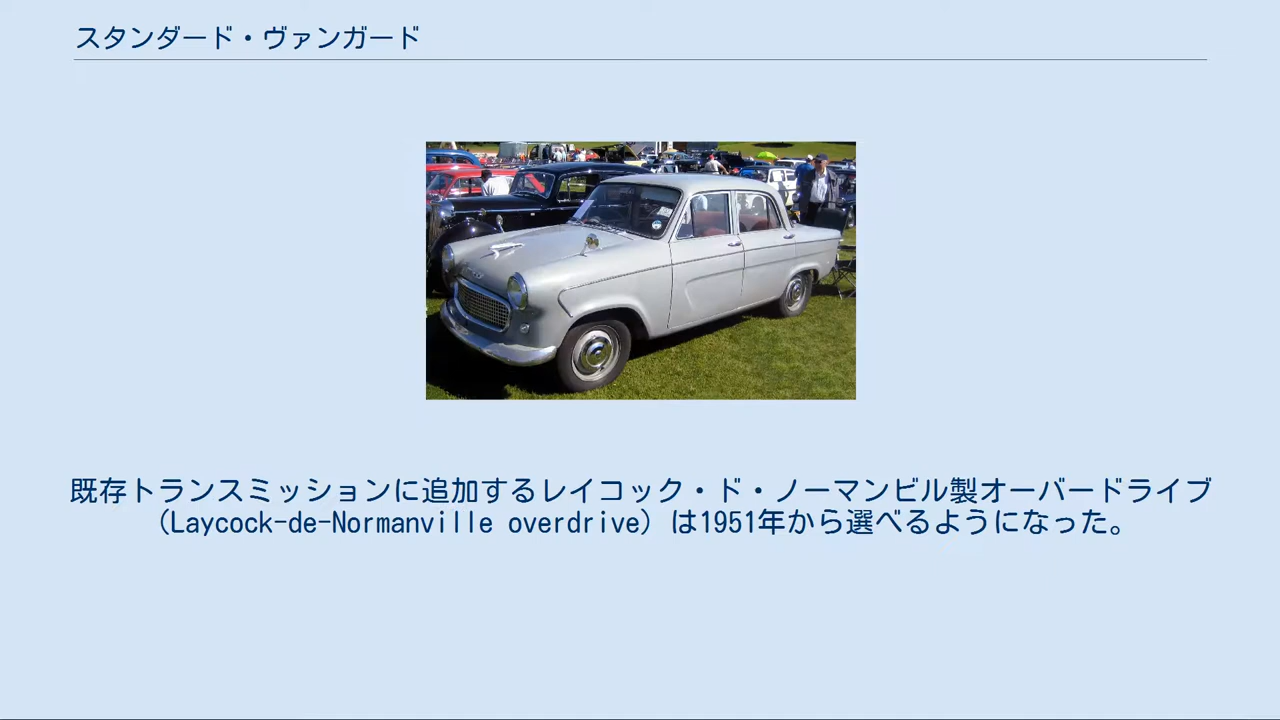 スタンダード・ヴァンガード
既存トランスミッションに追加するレイコック・ド・ノーマンビル製オーバードライブ
（Laycock-de-Normanville overdrive）は1951年から選べるようになった。